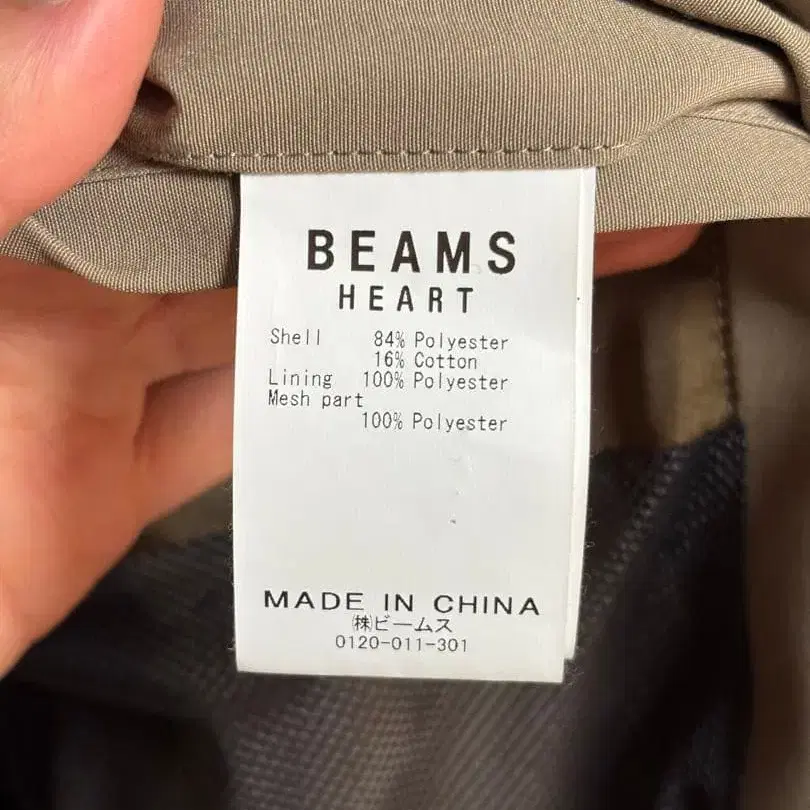 BEAMS
HEART
Shell 84% Polyester
16% Cotton
Lining 100% Polyester
Mesh part
100% Polyester
MADE IN CHINA
㈱ビームス
0120-011-301